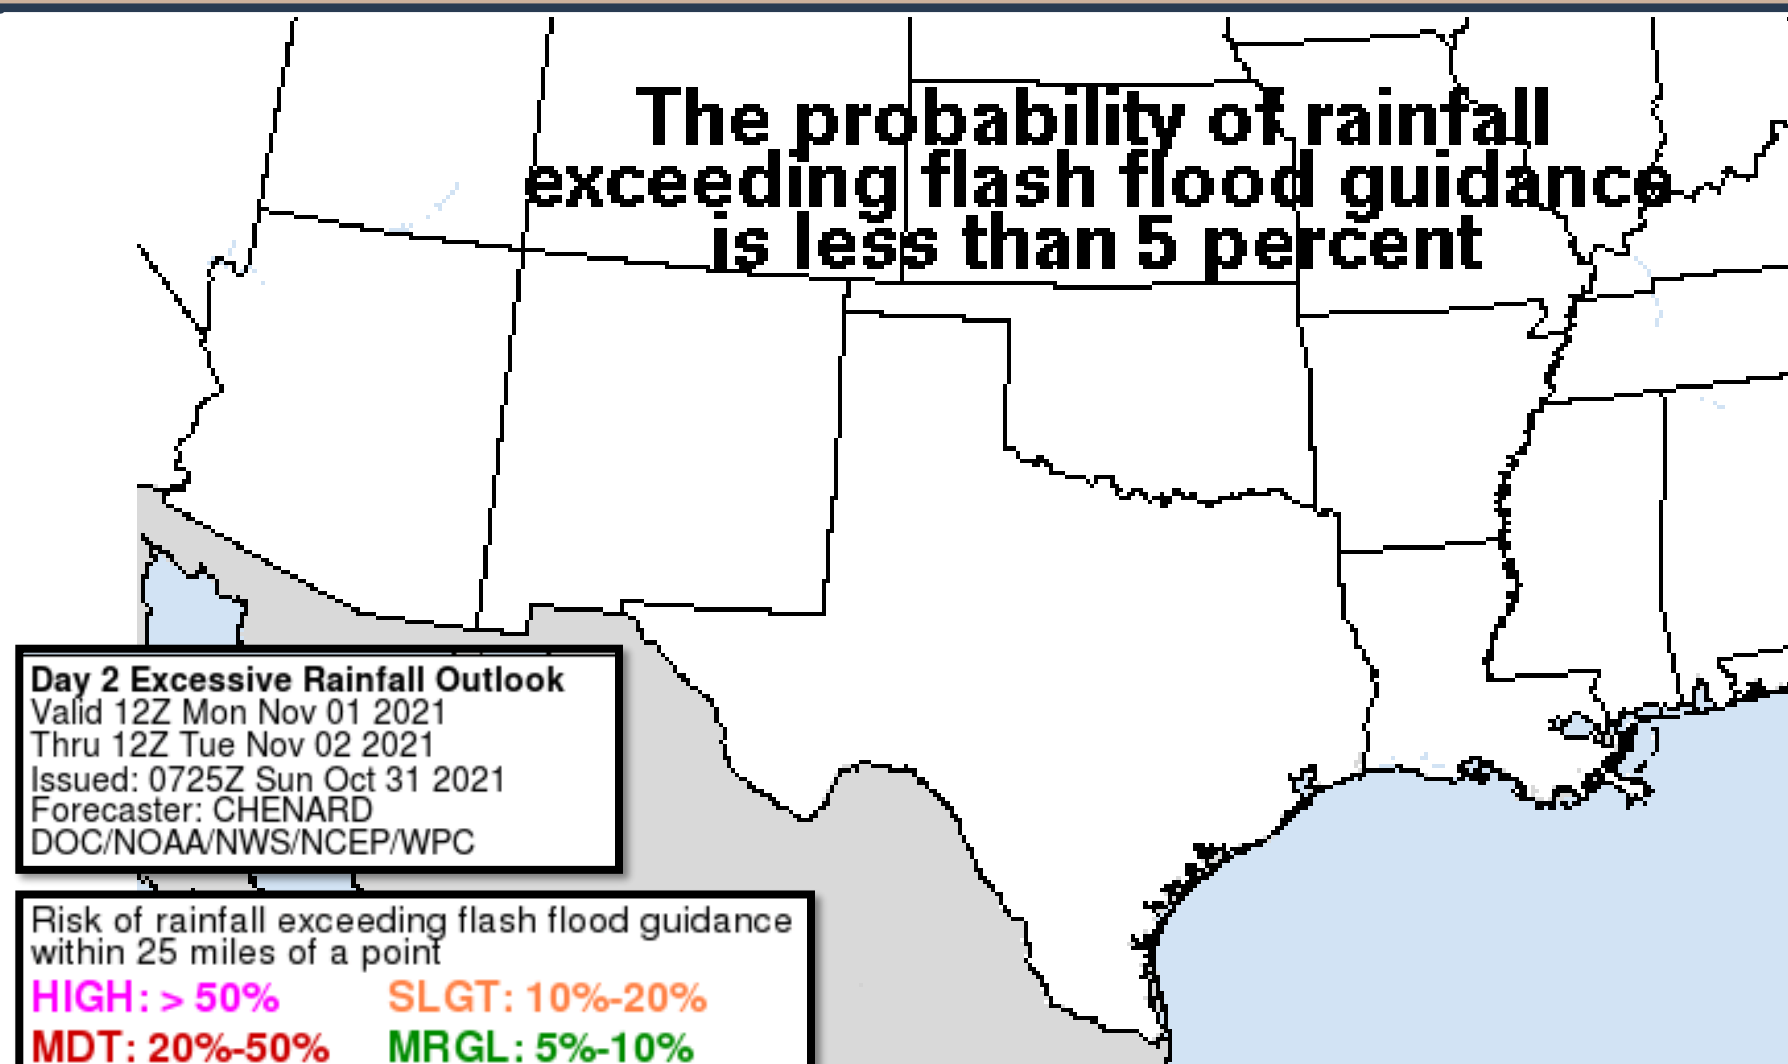 The probability of rainfall
exceeding flash flood guidance
is less than 5 percent
Day 2 Excessive Rainfall Outlook
Valid 12Z Mon Nov 01 2021
Thru 12Z Tue Nov 02 2021
Issued: 0725Z Sun Oct 31 2021
Forecaster: CHENARD
DOC/NOAA/NWS/NCEP/WPC
Risk of rainfall exceeding flash flood guidance
within 25 miles of a point
HIGH: > 50% SLGT: 10%-20%
MDT: 20%-50% MRGL: 5%-10%